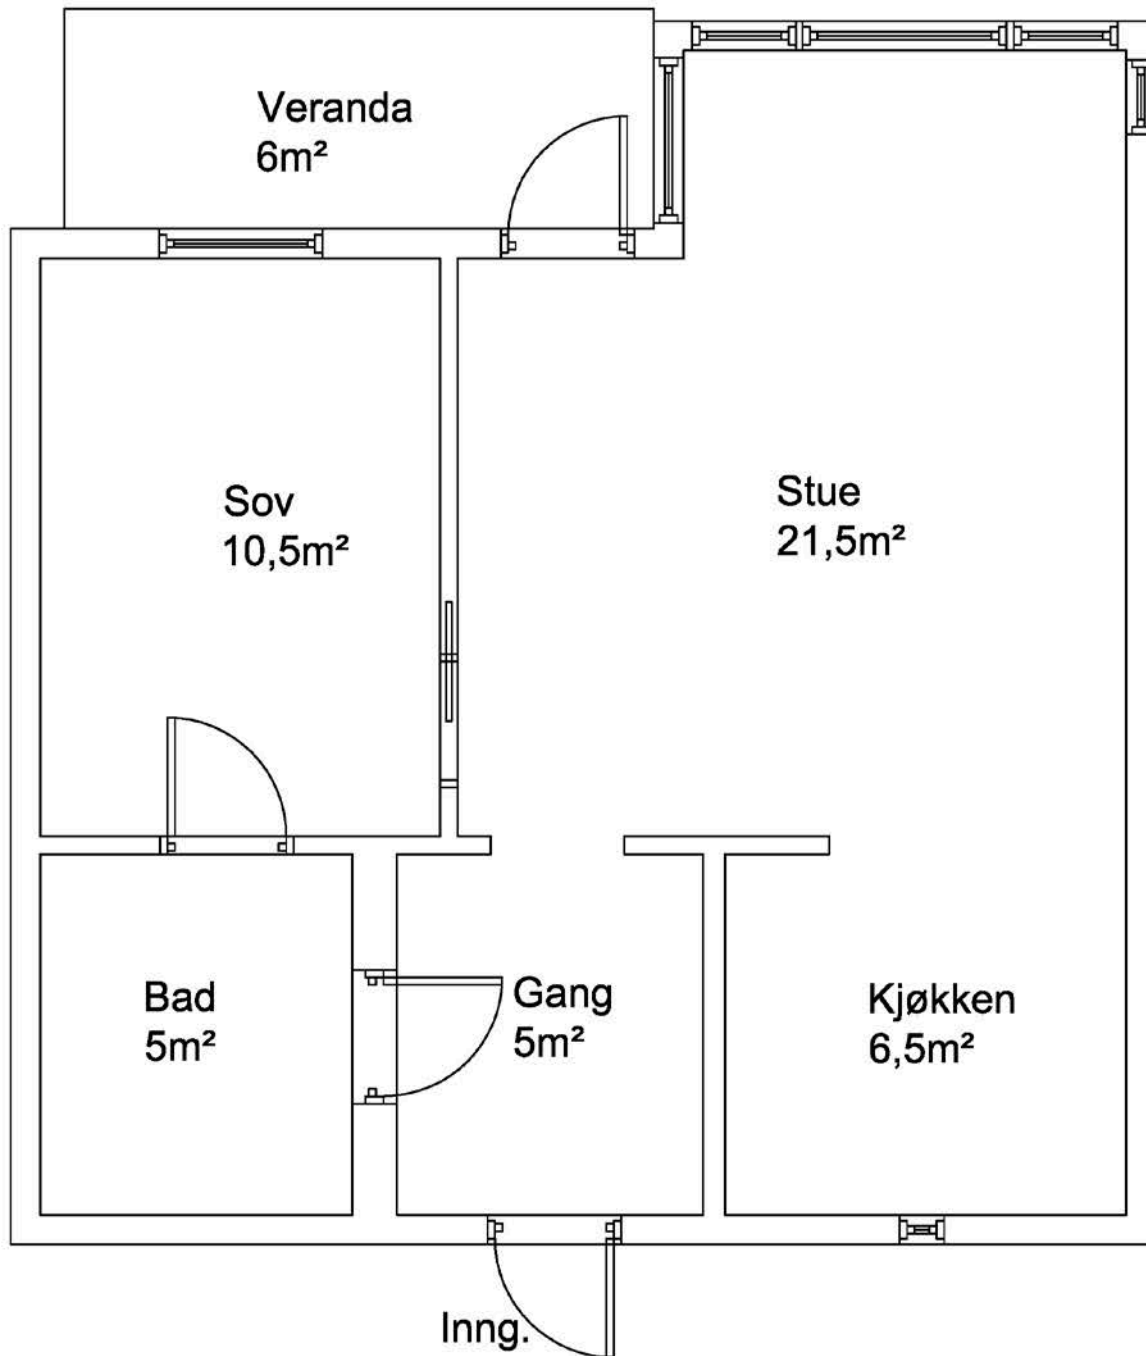 Veranda
6m²
Sov
10,5m²
Stue
21,5m²
Bad
5m²
Gang
5m²
Kjøkken
6,5m²
Inng.